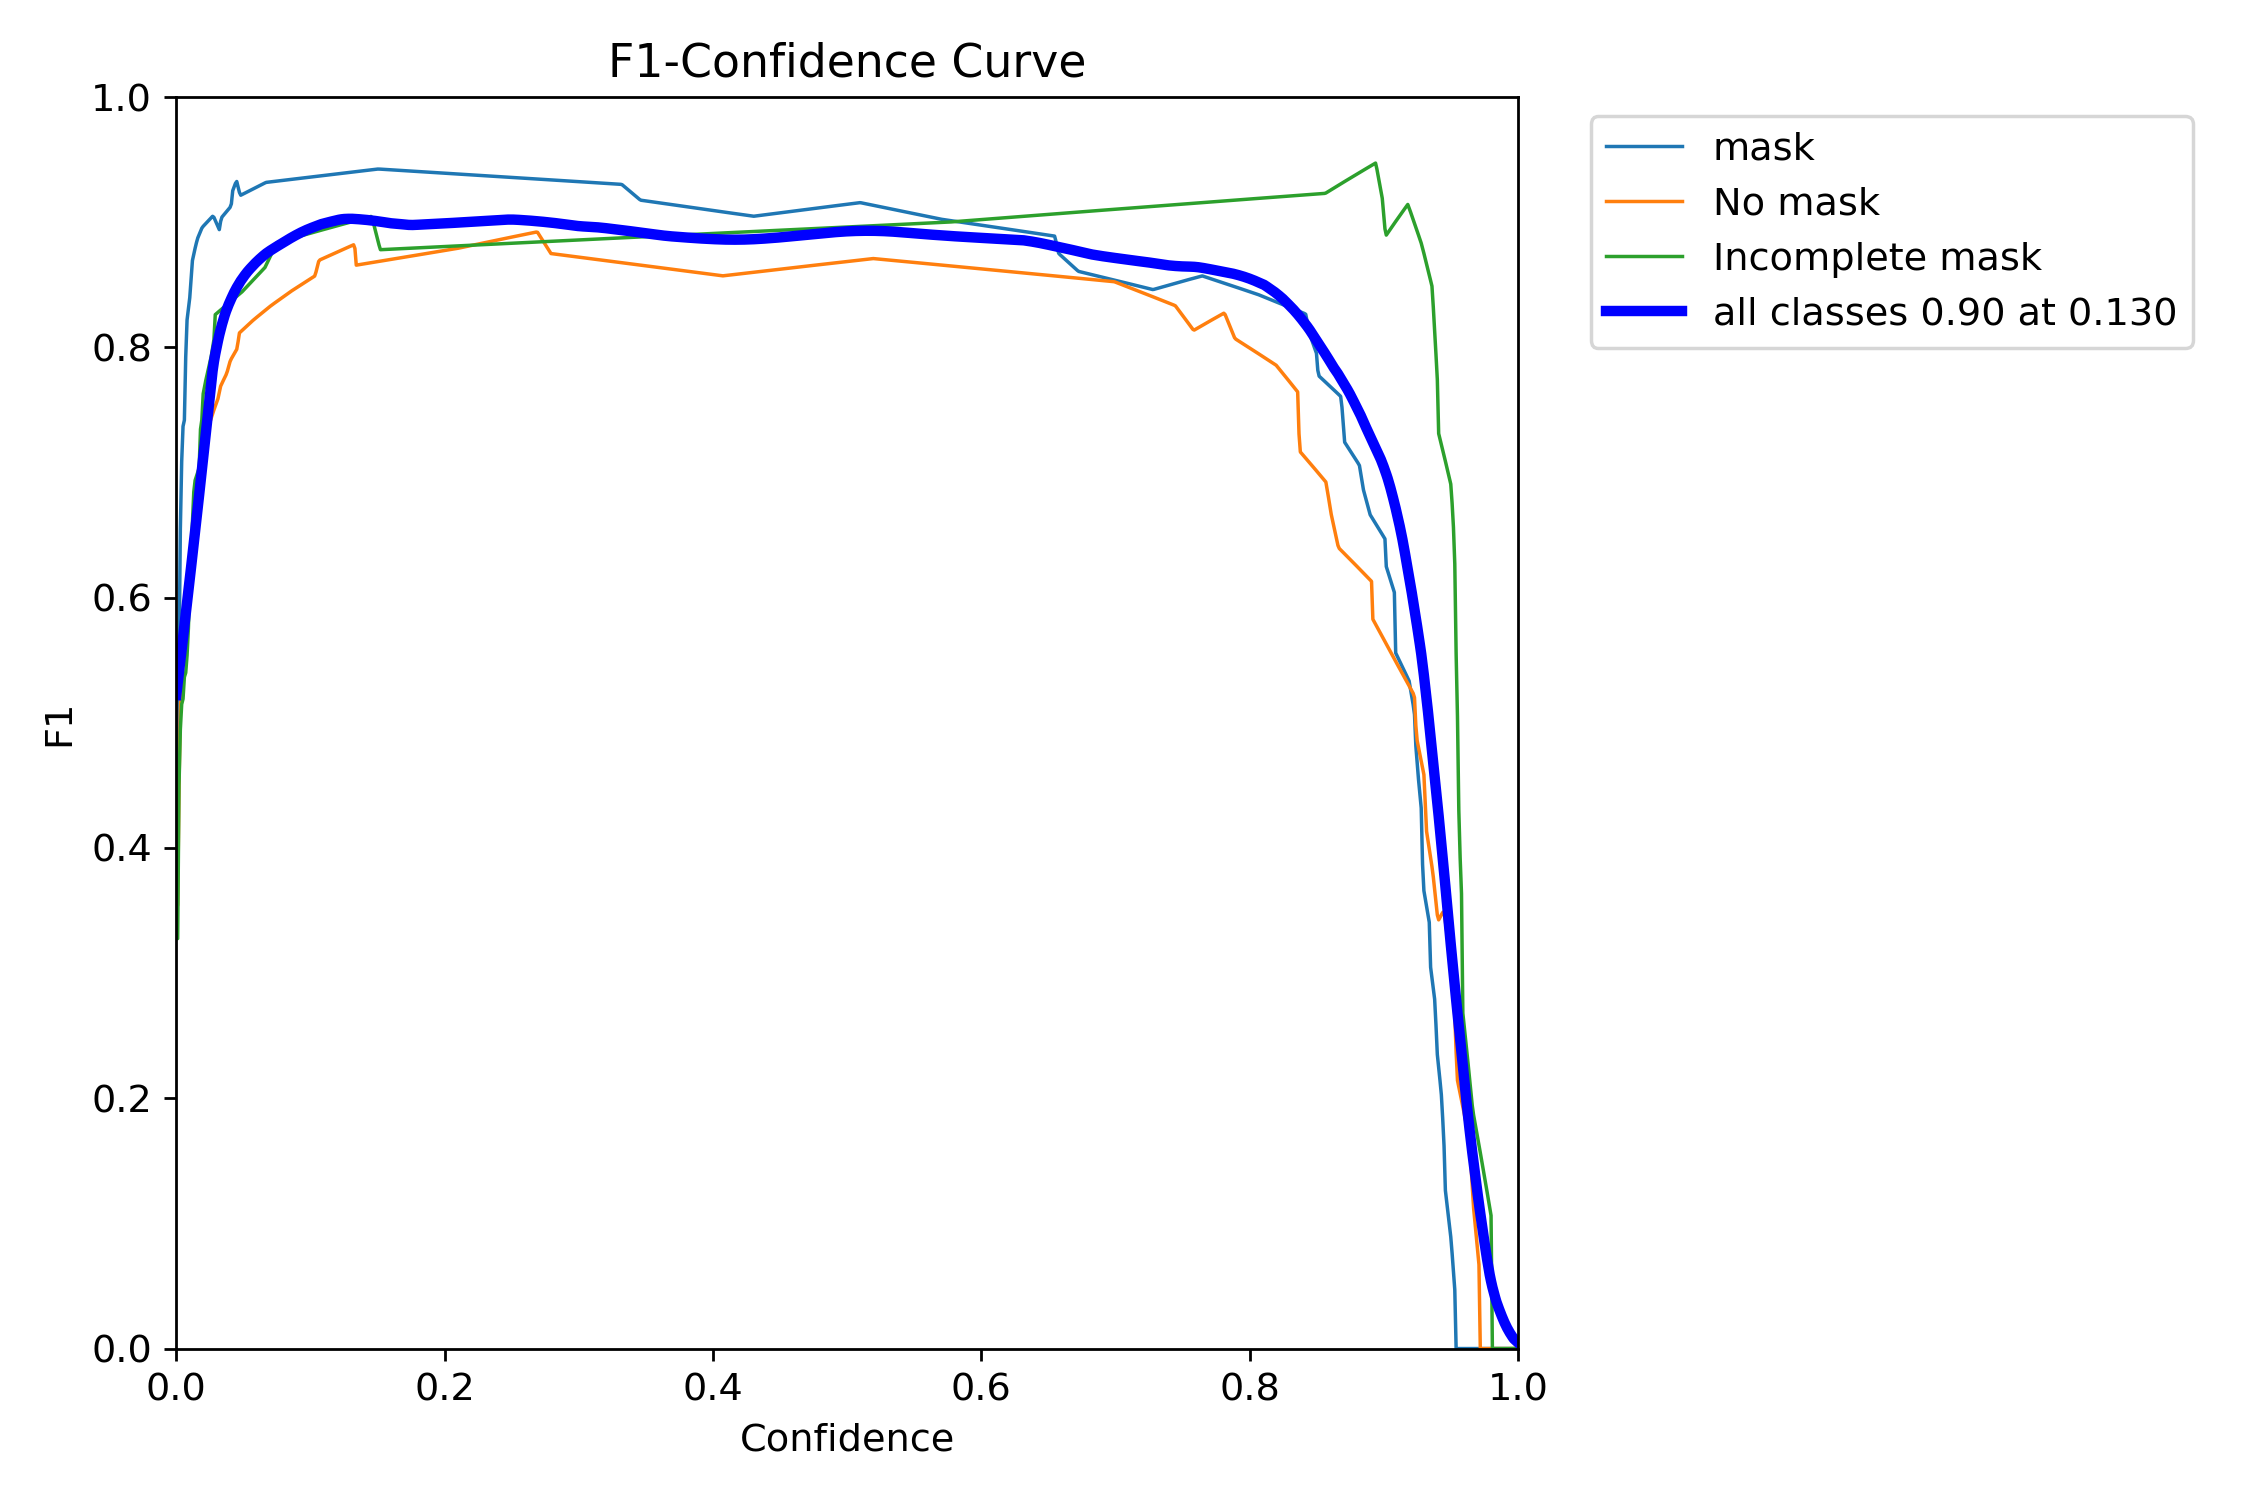 F1-Confidence Curve
1.0
0.8
0.6
0.4
0.2
0.0
F1
0.0 0.2 0.4 0.6 0.8 1.0
Confidence
mask
No mask
Incomplete mask
all classes 0.90 at 0.130